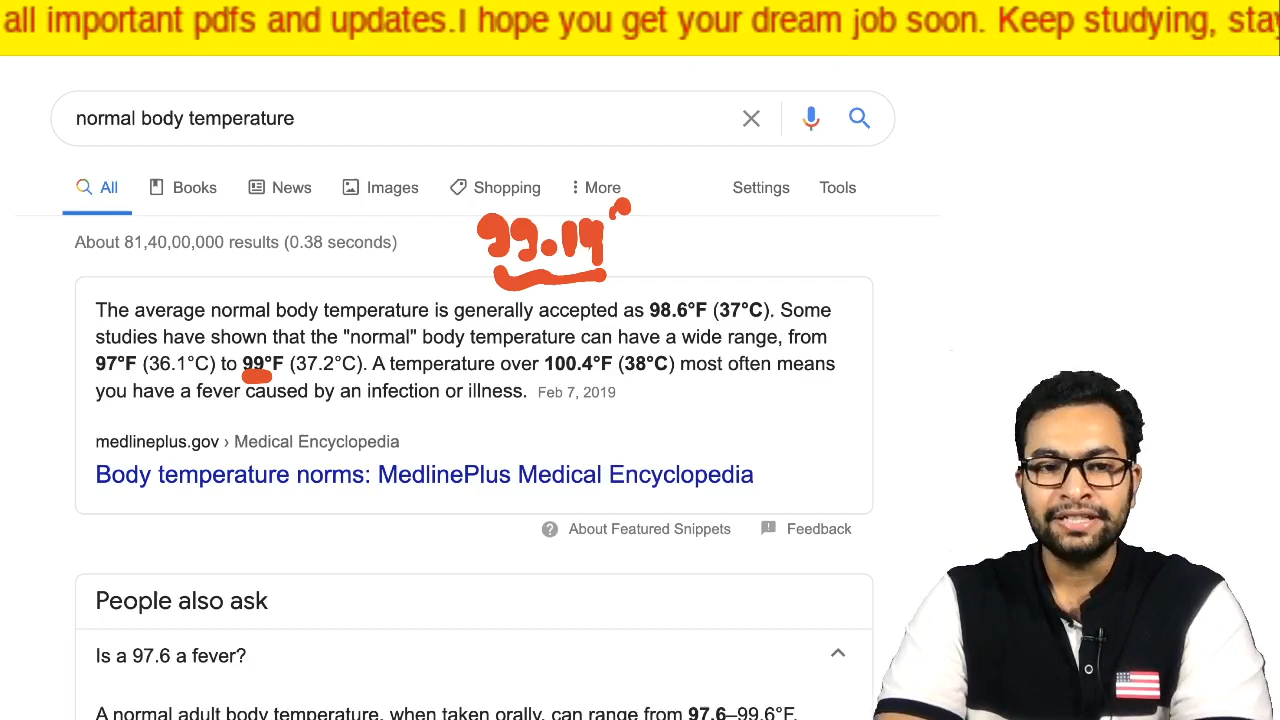 all important pdfs and updates.I hope you get your dream job soon. Keep studying, stay
normal body temperature
All Books News Images Shopping More Settings Tools
99.14°
About 81,40,00,000 results (0.38 seconds)
The average normal body temperature is generally accepted as 98.6°F (37°C). Some
studies have shown that the "normal" body temperature can have a wide range, from
97°F (36.1°C) to 99°F (37.2°C). A temperature over 100.4°F (38°C) most often means
you have a fever caused by an infection or illness. Feb 7, 2019
medlineplus.gov › Medical Encyclopedia
Body temperature norms: MedlinePlus Medical Encyclopedia
About Featured Snippets Feedback
People also ask
Is a 97.6 a fever?
A normal adult body temperature, when taken orally, can range from 97.6–99.6°F,